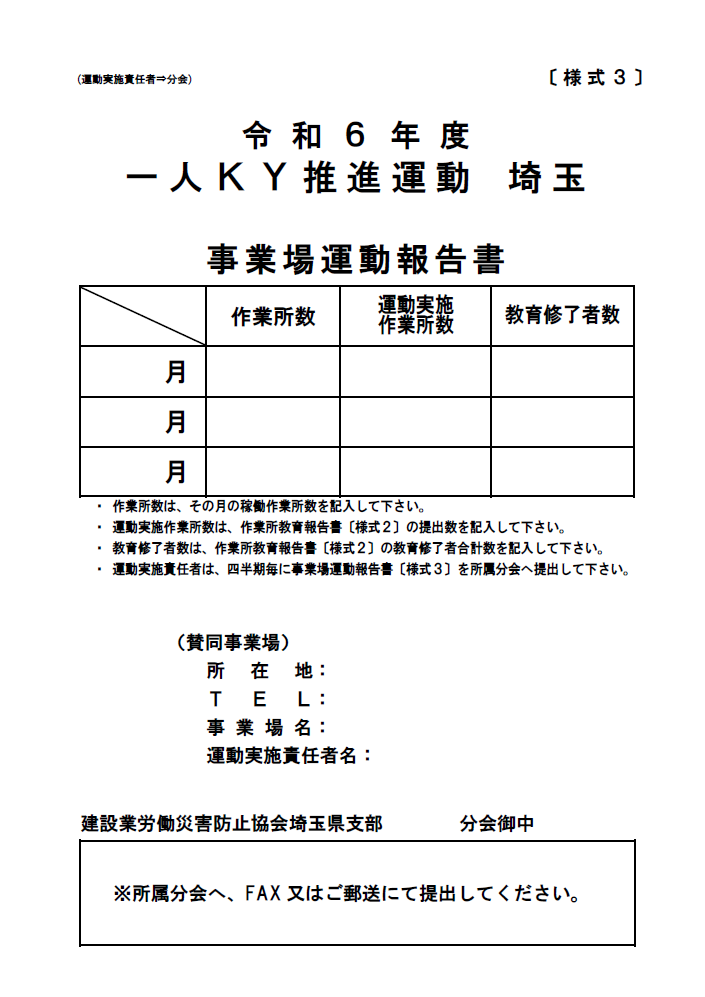 (運動実施責任者⇒分会)
〔様式３〕
令和６年度
一人ＫＹ推進運動　埼玉
事業場運動報告書
作業所数
運動実施
作業所数
教育修了者数
月
月
月
・ 作業所数は、その月の稼働作業所数を記入して下さい。
・ 運動実施作業所数は、作業所教育報告書〔様式２〕の提出数を記入して下さい。
・ 教育修了者数は、作業所教育報告書〔様式２〕の教育修了者合計数を記入して下さい。
・ 運動実施責任者は、四半期毎に事業場運動報告書〔様式３〕を所属分会へ提出して下さい。
（賛同事業場）
所　在　地：
Ｔ　Ｅ　Ｌ：
事 業 場 名：
運動実施責任者名：
建設業労働災害防止協会埼玉県支部　　　　分会御中
※所属分会へ、FAX又はご郵送にて提出してください。